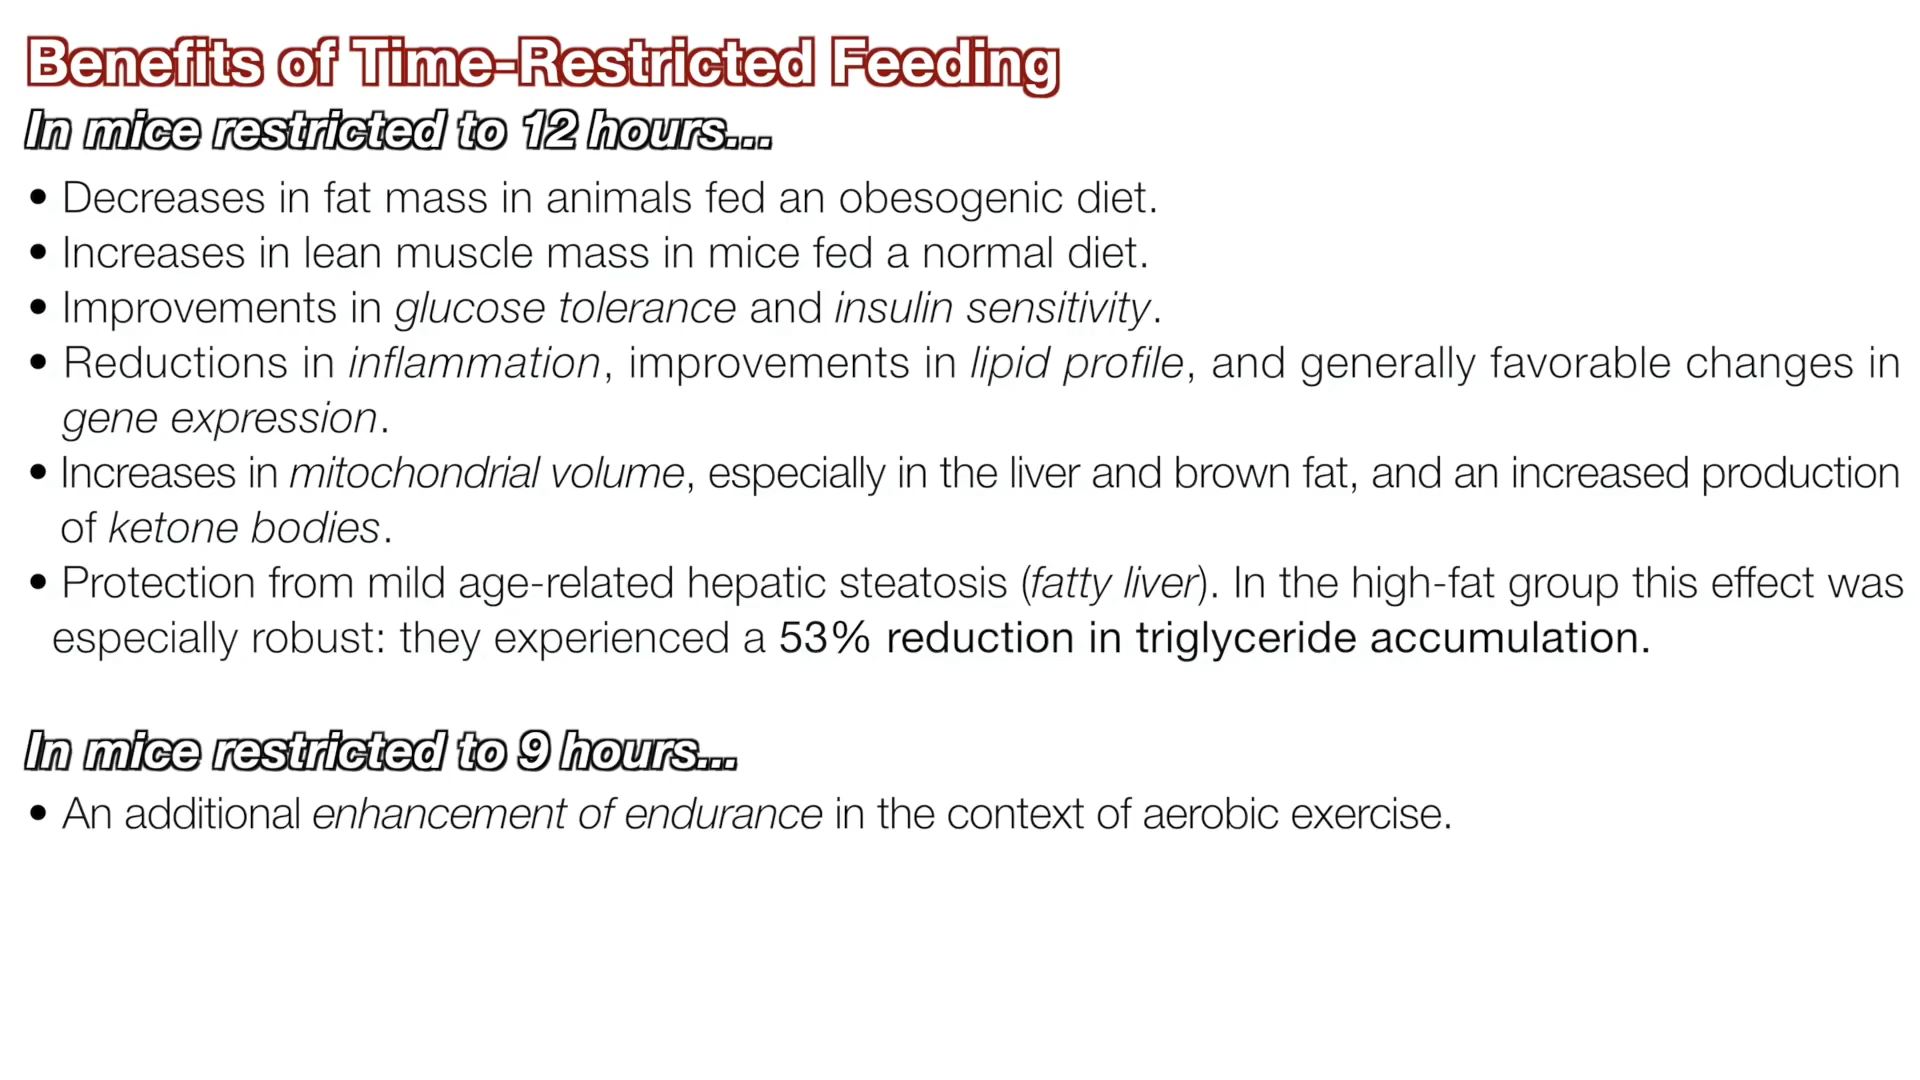 Benefits of Time-Restricted Feeding
In mice restricted to 12 hours...
• Decreases in fat mass in animals fed an obesogenic diet.
• Increases in lean muscle mass in mice fed a normal diet.
• Improvements in glucose tolerance and insulin sensitivity.
• Reductions in inflammation, improvements in lipid profile, and generally favorable changes in
gene expression.
• Increases in mitochondrial volume, especially in the liver and brown fat, and an increased production
of ketone bodies.
• Protection from mild age-related hepatic steatosis (fatty liver). In the high-fat group this effect was
especially robust: they experienced a 53% reduction in triglyceride accumulation.
In mice restricted to 9 hours...
• An additional enhancement of endurance in the context of aerobic exercise.